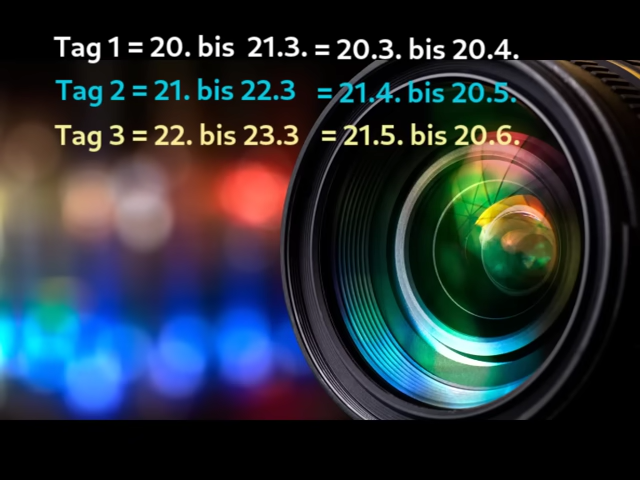 Tag 1 = 20. bis 21.3. = 20.3. bis 20.4.
Tag 2 = 21. bis 22.3 = 21.4. bis 20.5.
Tag 3 = 22. bis 23.3 = 21.5. bis 20.6.